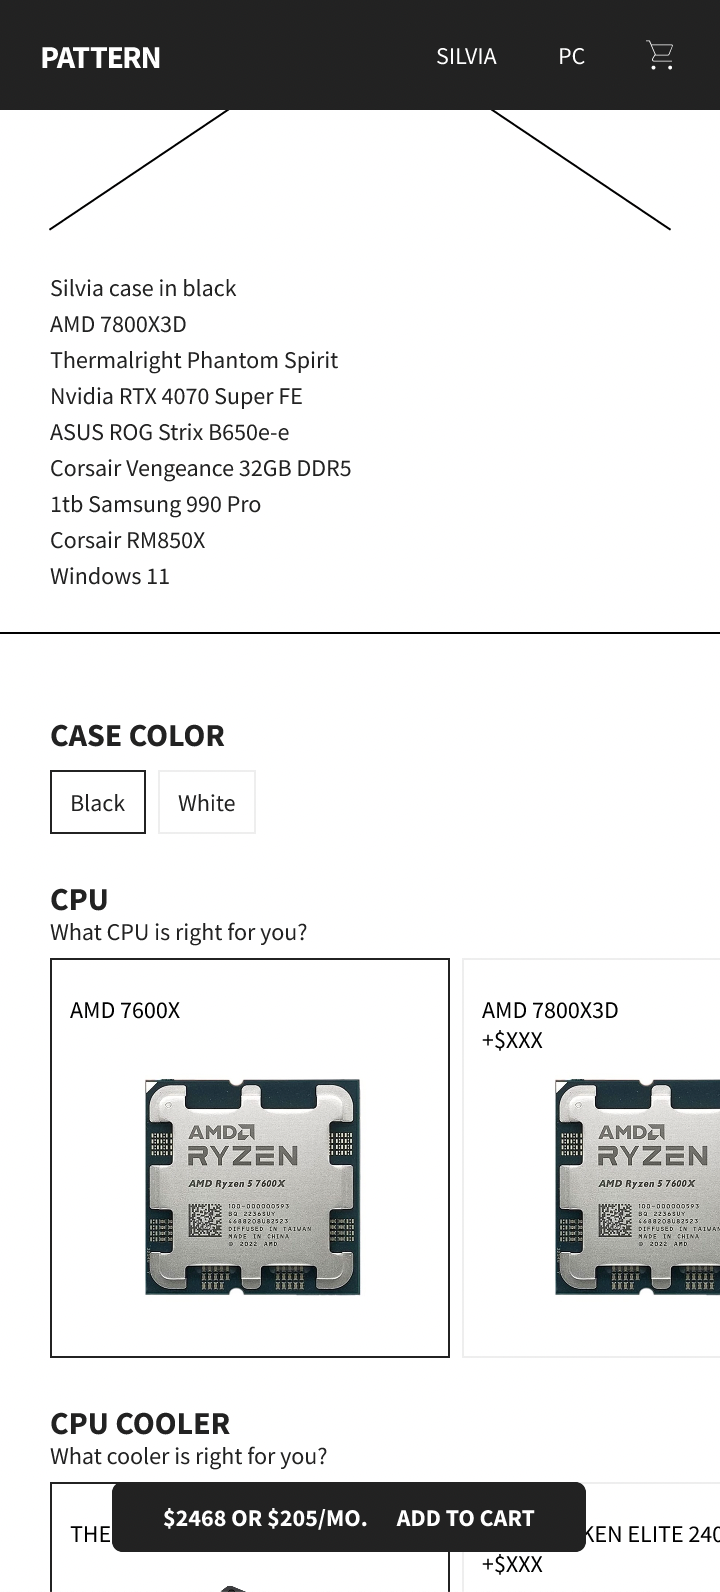 PATTERN
SILVIA
PC
Silvia case in black
AMD 7800X3D
Thermalright Phantom Spirit
Nvidia RTX 4070 Super FE
ASUS ROG Strix B650e-e
Corsair Vengeance 32GB DDR5
1tb Samsung 990 Pro
Corsair RM850X
Windows 11
CASE COLOR
Black
White
CPU
What CPU is right for you?
AMD 7600X
AMD
RYZEN
AMD Ryzen 5 7600X
100-000000593
BQ 2236SUY
DIFFUSED IN TAIWAN
MADE IN CHINA
© 2022 AMD
AMD 7800X3D
+$XXX
AMD
RYZEN
AMD Ryzen 5 7600X
100-000000593
BQ 2236SUY
DIFFUSED IN TAIWAN
MADE IN CHINA
© 2022 AMD
CPU COOLER
What cooler is right for you?
THE
KEN ELITE 240
+$XXX
$2468 OR $205/MO.
ADD TO CART